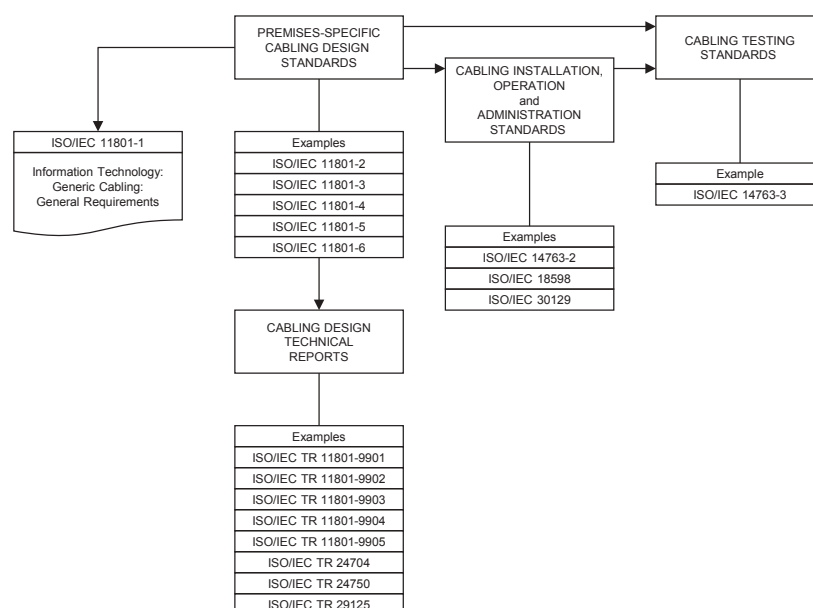 PREMISES-SPECIFIC
CABLING DESIGN
STANDARDS
CABLING TESTING
STANDARDS
CABLING INSTALLATION,
OPERATION
and
ADMINISTRATION
STANDARDS
ISO/IEC 11801-1
Information Technology:
Generic Cabling:
General Requirements
Examples
ISO/IEC 11801-2
ISO/IEC 11801-3
ISO/IEC 11801-4
ISO/IEC 11801-5
ISO/IEC 11801-6
Example
ISO/IEC 14763-3
Examples
ISO/IEC 14763-2
ISO/IEC 18598
ISO/IEC 30129
CABLING DESIGN
TECHNICAL
REPORTS
Examples
ISO/IEC TR 11801-9901
ISO/IEC TR 11801-9902
ISO/IEC TR 11801-9903
ISO/IEC TR 11801-9904
ISO/IEC TR 11801-9905
ISO/IEC TR 24704
ISO/IEC TR 24750
ISO/IEC TR 29125